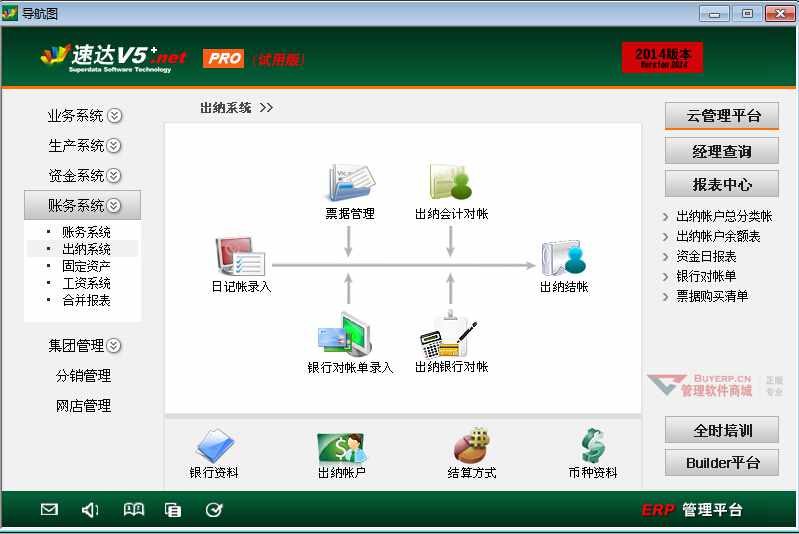 导航图
速达V5+.net
Superdata Software Technology
PRO
(试用版)
2014版本
Version 2014
业务系统
生产系统
资金系统
账务系统
账务系统
出纳系统
固定资产
工资系统
合并报表
集团管理
分销管理
网店管理
出纳系统 >>
票据管理
出纳会计对帐
日记帐录入
出纳结帐
银行对帐单录入
出纳银行对帐
银行资料
出纳帐户
结算方式
币种资料
云管理平台
经理查询
报表中心
出纳帐户总分类帐
出纳帐户余额表
资金日报表
银行对帐单
票据购买清单
BUYERP.CN
管理软件商城
正版
专业
全时培训
Builder平台
ERP 管理平台